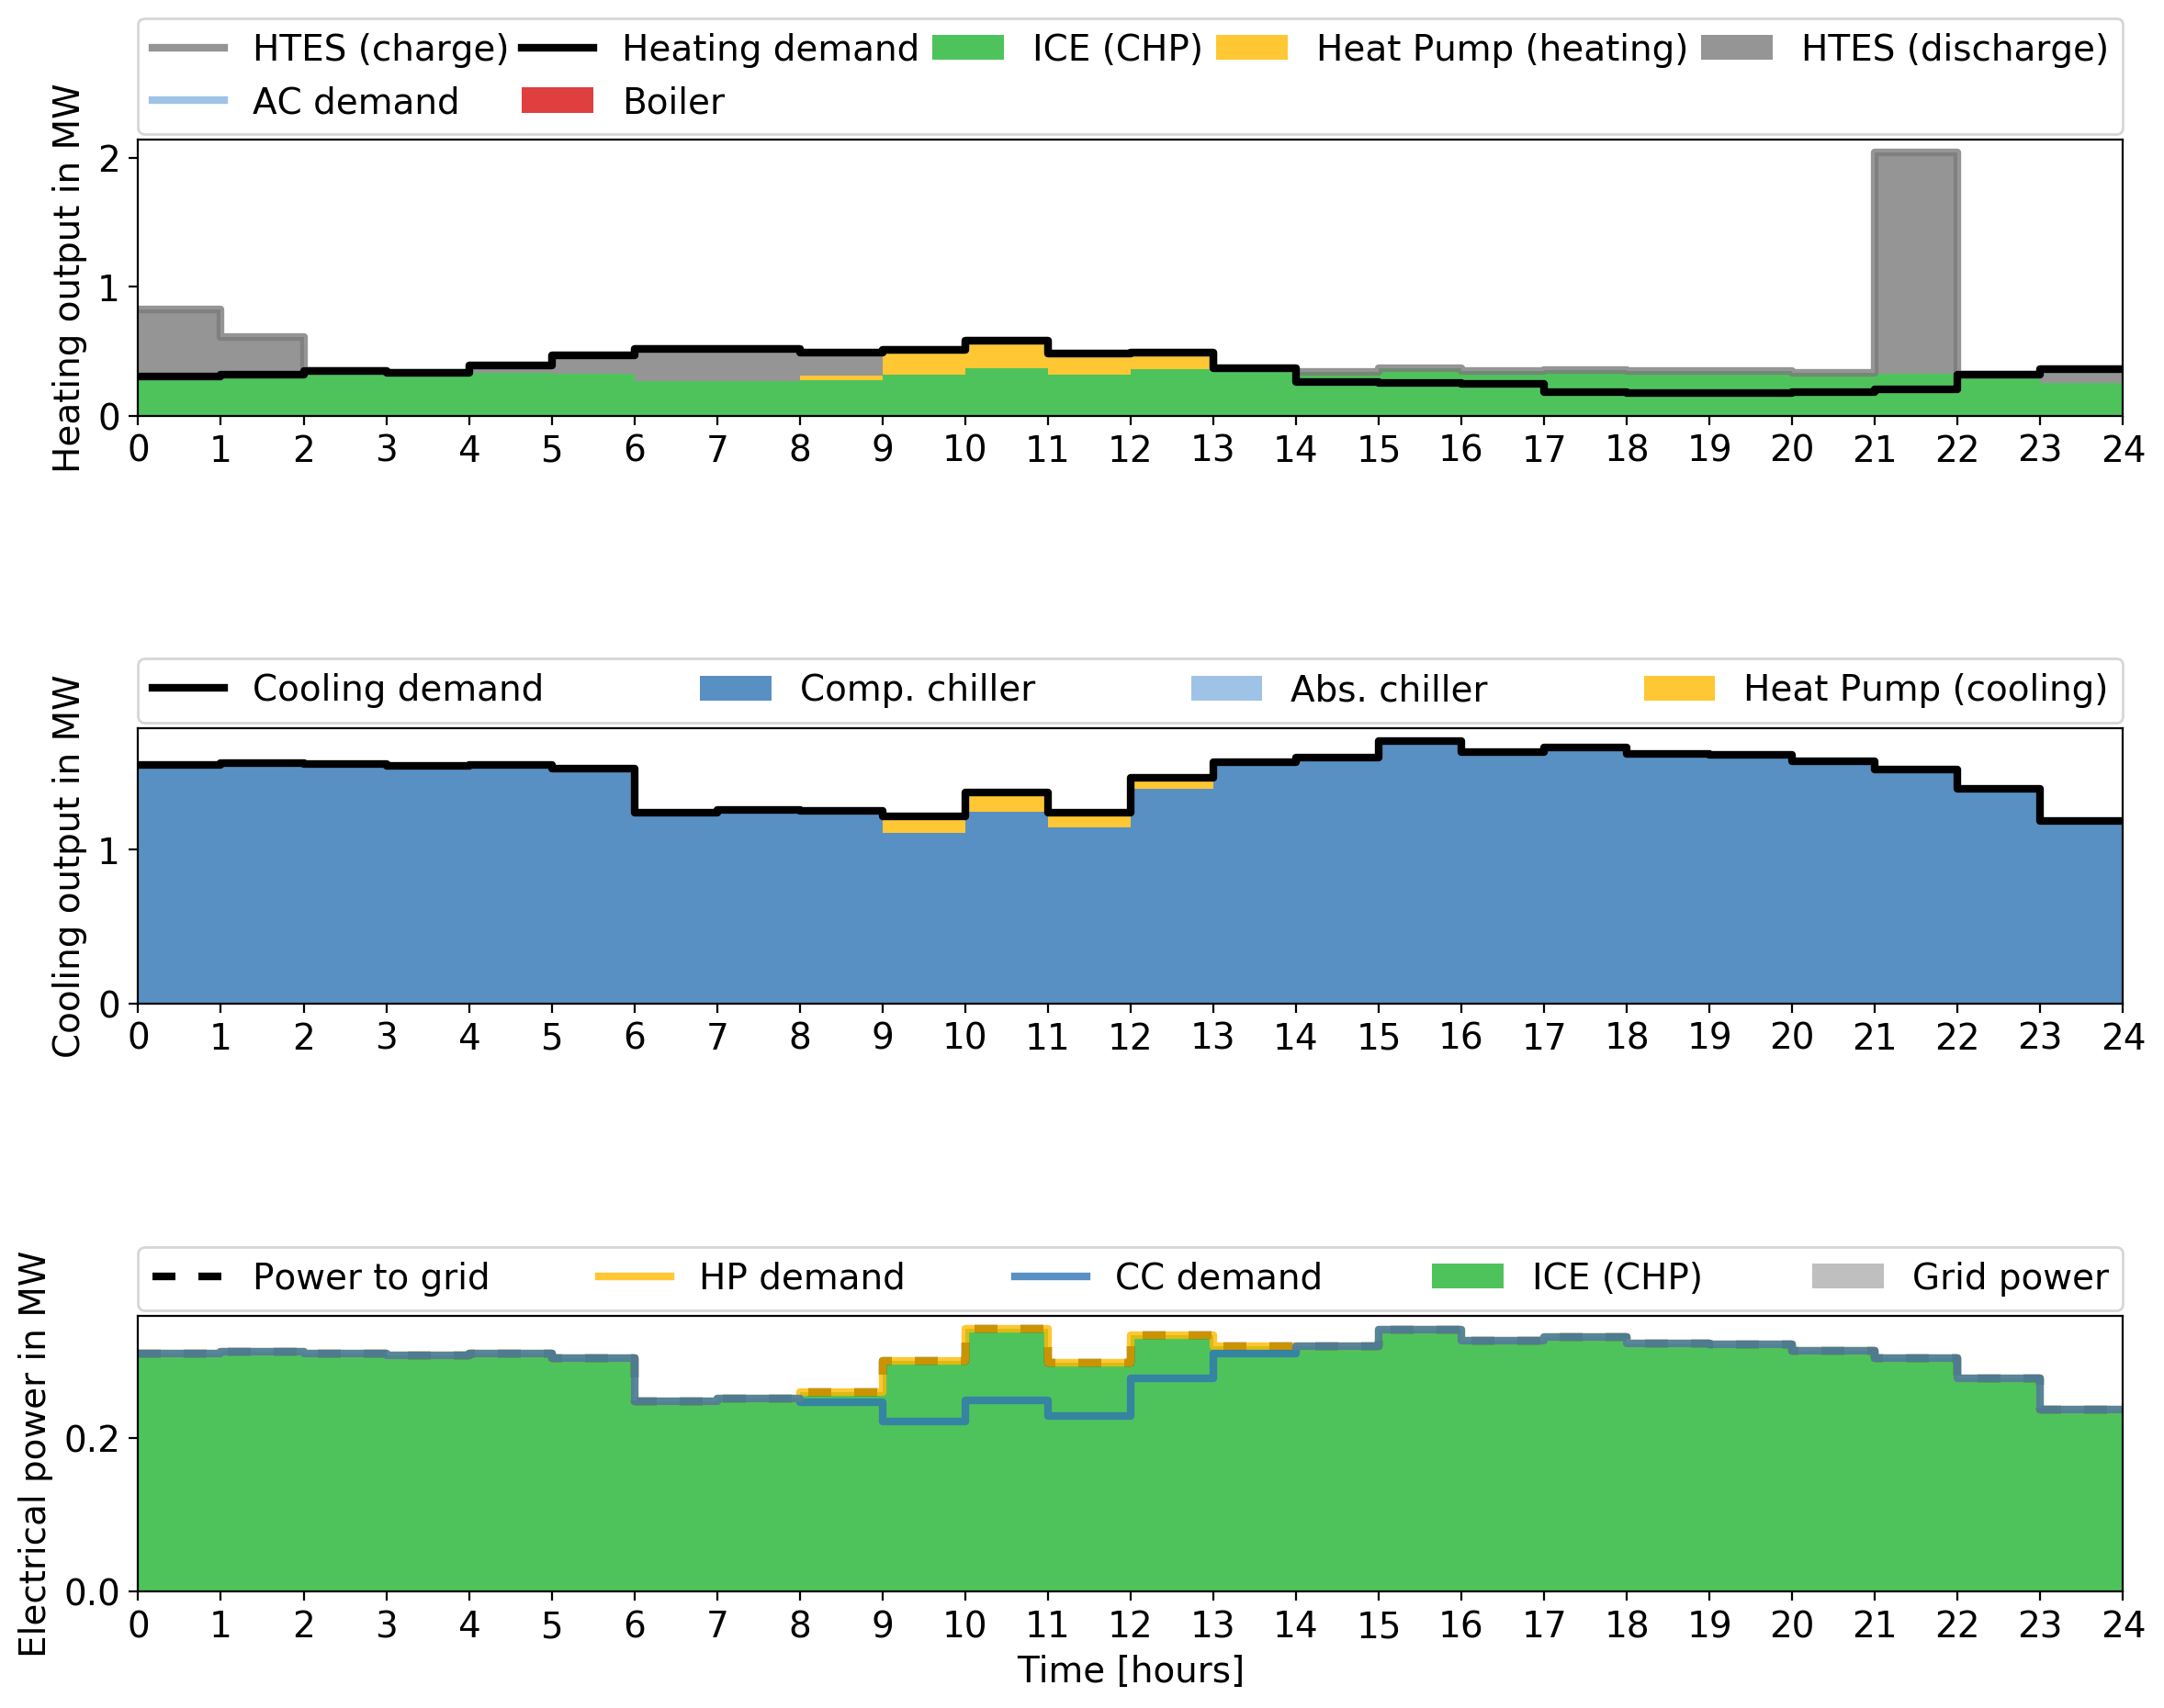 HTES (charge) Heating demand ICE (CHP) Heat Pump (heating) HTES (discharge)
AC demand Boiler
Heating output in MW
2
1
0
0 1 2 3 4 5 6 7 8 9 10 11 12 13 14 15 16 17 18 19 20 21 22 23 24
Cooling demand Comp. chiller Abs. chiller Heat Pump (cooling)
Cooling output in MW
1
0
0 1 2 3 4 5 6 7 8 9 10 11 12 13 14 15 16 17 18 19 20 21 22 23 24
Power to grid HP demand CC demand ICE (CHP) Grid power
Electrical power in MW
0.2
0.0
0 1 2 3 4 5 6 7 8 9 10 11 12 13 14 15 16 17 18 19 20 21 22 23 24
Time [hours]